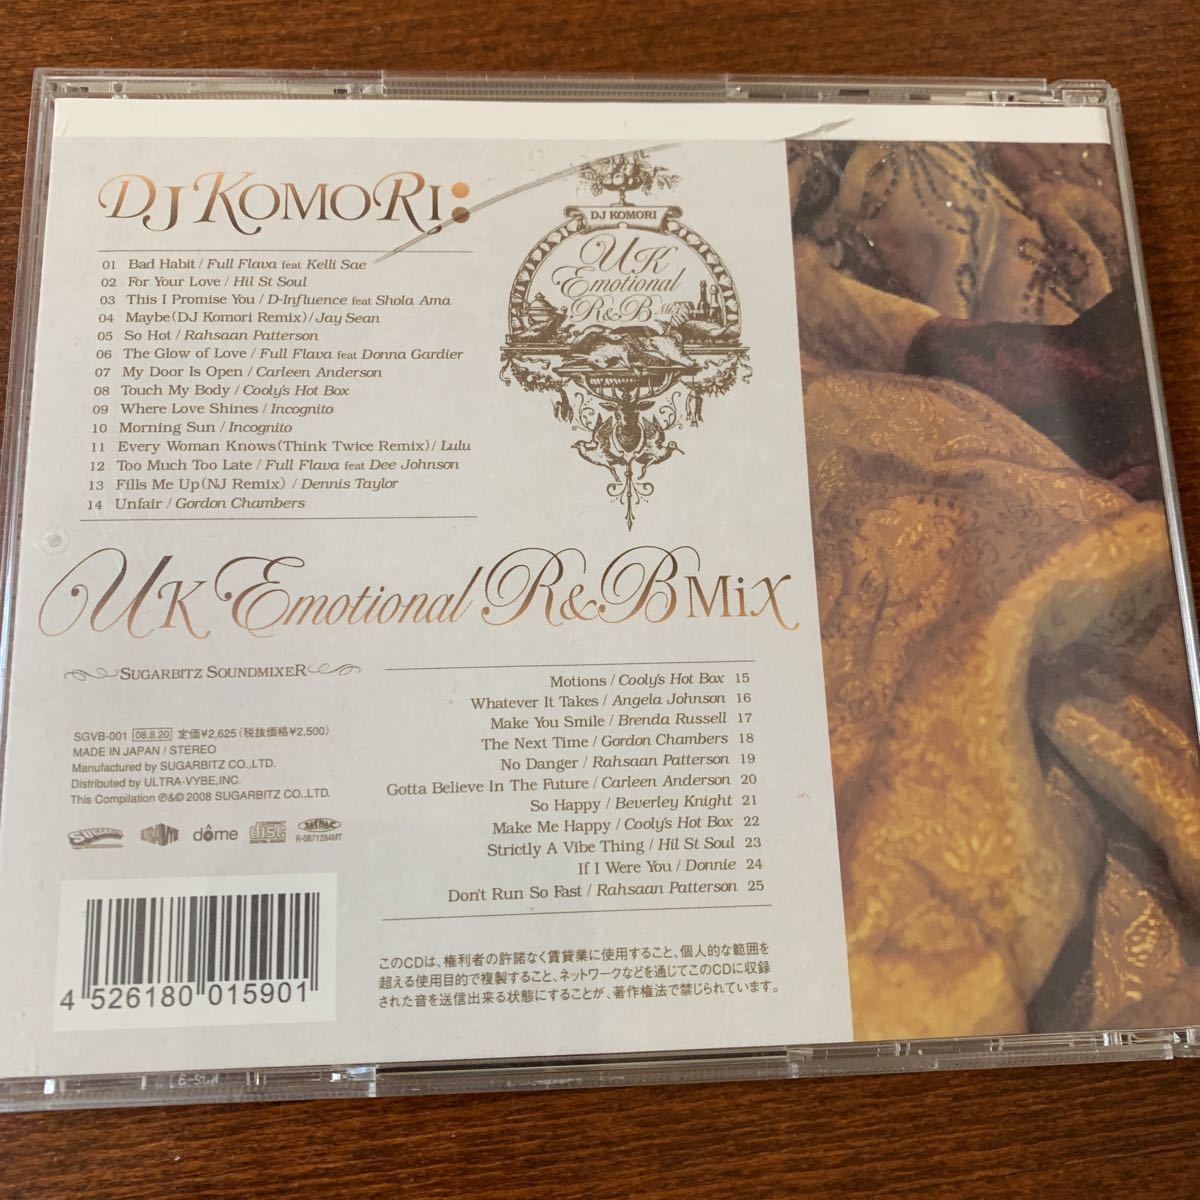 DJ KOMORI:
01 Bad Habit / Full Flava feat Kelli Sae
02 For Your Love / Hil St Soul
03 This I Promise You / D-Influence feat Shola Ama
04 Maybe(DJ Komori Remix) / Jay Sean
05 So Hot / Rahsaan Patterson
06 The Glow of Love / Full Flava feat Donna Gardier
07 My Door Is Open / Carleen Anderson
08 Touch My Body / Cooly's Hot Box
09 Where Love Shines / Incognito
10 Morning Sun / Incognito
11 Every Woman Knows(Think Twice Remix) / Lulu
12 Too Much Too Late / Full Flava feat Dee Johnson
13 Fills Me Up(NJ Remix) / Dennis Taylor
14 Unfair / Gordon Chambers
DJ KOMORI
UK
Emotional
R&B Mix
UK Emotional R&B Mix
SUGARBITZ SOUNDMIXER
SGVB-001 08.8.20 定価¥2,625(税抜価格¥2,500)
MADE IN JAPAN / STEREO
Manufactured by SUGARBITZ CO.,LTD.
Distributed by ULTRA-VYBE,INC.
This Compilation ℗&© 2008 SUGARBITZ CO.,LTD.
dôme
COMPACT disc DIGITAL AUDIO
JASRAC
R-0871284MT
4 526180 015901
Motions / Cooly's Hot Box 15
Whatever It Takes / Angela Johnson 16
Make You Smile / Brenda Russell 17
The Next Time / Gordon Chambers 18
No Danger / Rahsaan Patterson 19
Gotta Believe In The Future / Carleen Anderson 20
So Happy / Beverley Knight 21
Make Me Happy / Cooly's Hot Box 22
Strictly A Vibe Thing / Hil St Soul 23
If I Were You / Donnie 24
Don't Run So Fast / Rahsaan Patterson 25
このCDは、権利者の許諾なく賃貸業に使用すること、個人的な範囲を
超える使用目的で複製すること、ネットワークなどを通じてこのCDに収録
された音を送信出来る状態にすることが、著作権法で禁じられています。